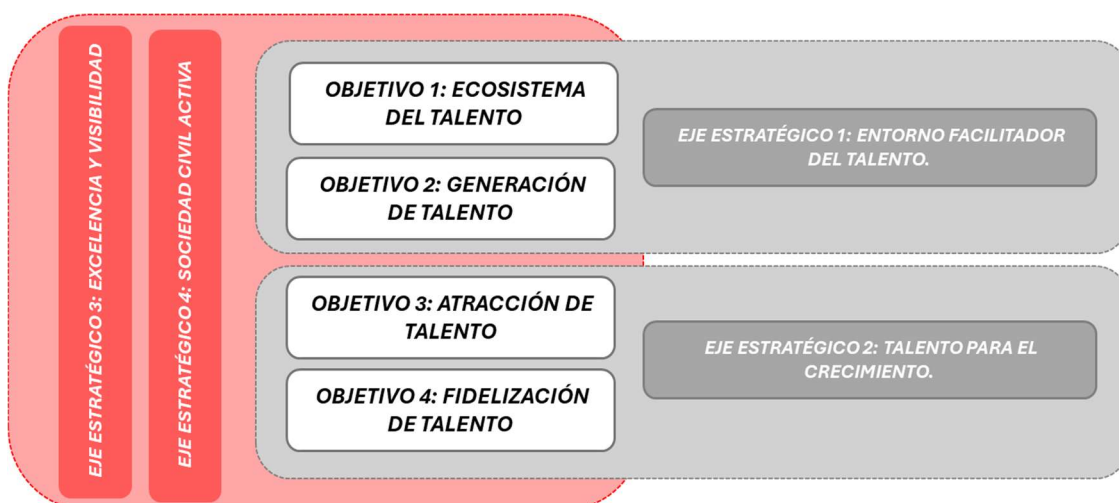 EJE ESTRATÉGICO 3: EXCELENCIA Y VISIBILIDAD
EJE ESTRATÉGICO 4: SOCIEDAD CIVIL ACTIVA
OBJETIVO 1: ECOSISTEMA
DEL TALENTO
OBJETIVO 2: GENERACIÓN
DE TALENTO
EJE ESTRATÉGICO 1: ENTORNO FACILITADOR
DEL TALENTO.
OBJETIVO 3: ATRACCIÓN DE
TALENTO
OBJETIVO 4: FIDELIZACIÓN
DE TALENTO
EJE ESTRATÉGICO 2: TALENTO PARA EL
CRECIMIENTO.